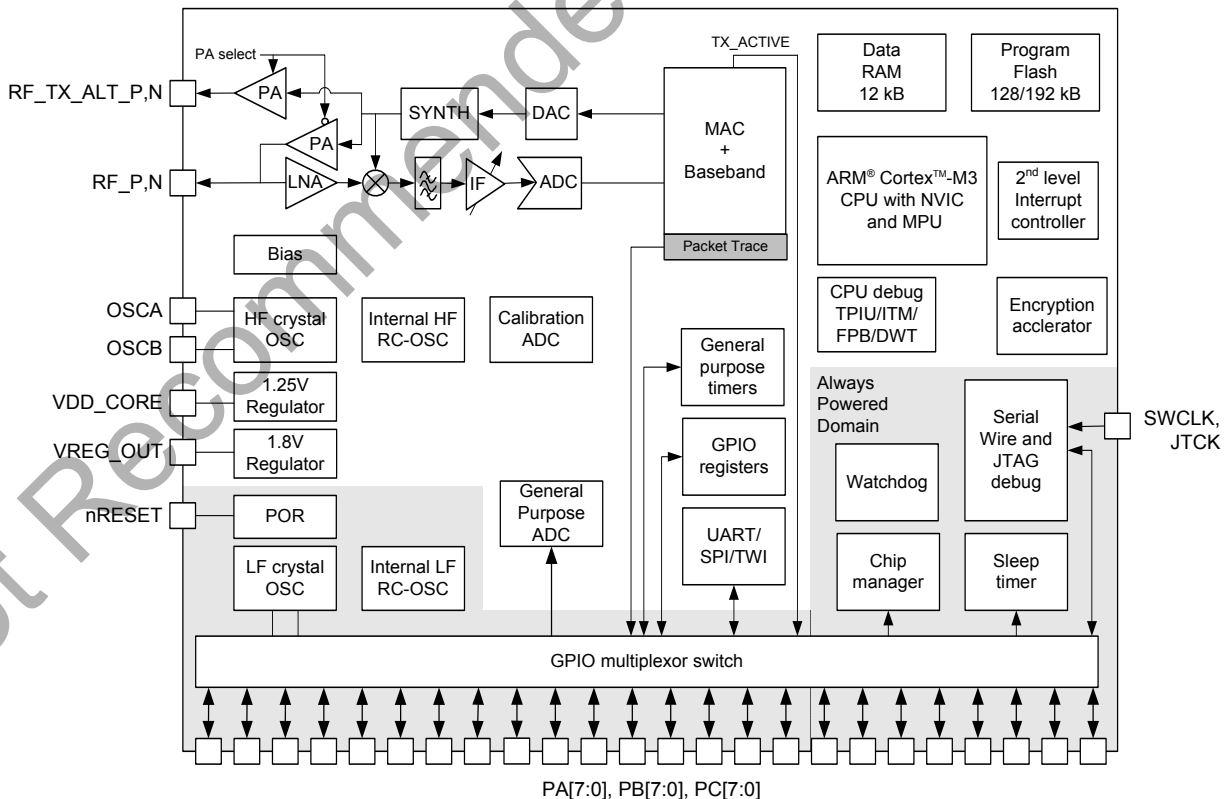 TX_ACTIVE
PA select
RF_TX_ALT_P,N
PA
SYNTH
DAC
MAC
+
Baseband
Data
RAM
12 kB
Program
Flash
128/192 kB
PA
RF_P,N
LNA
IF
ADC
ARM® Cortex™-M3
CPU with NVIC
and MPU
2nd level
Interrupt
controller
Packet Trace
Bias
OSCA
OSCB
HF crystal
OSC
Internal HF
RC-OSC
Calibration
ADC
CPU debug
TPIU/ITM/
FPB/DWT
Encryption
acclerator
General
purpose
timers
VDD_CORE
1.25V
Regulator
Always
Powered
Domain
Serial
Wire and
JTAG
debug
SWCLK,
JTCK
VREG_OUT
1.8V
Regulator
GPIO
registers
Watchdog
nRESET
POR
General
Purpose
ADC
UART/
SPI/TWI
LF crystal
OSC
Internal LF
RC-OSC
Chip
manager
Sleep
timer
GPIO multiplexor switch
PA[7:0], PB[7:0], PC[7:0]
ot Recommende